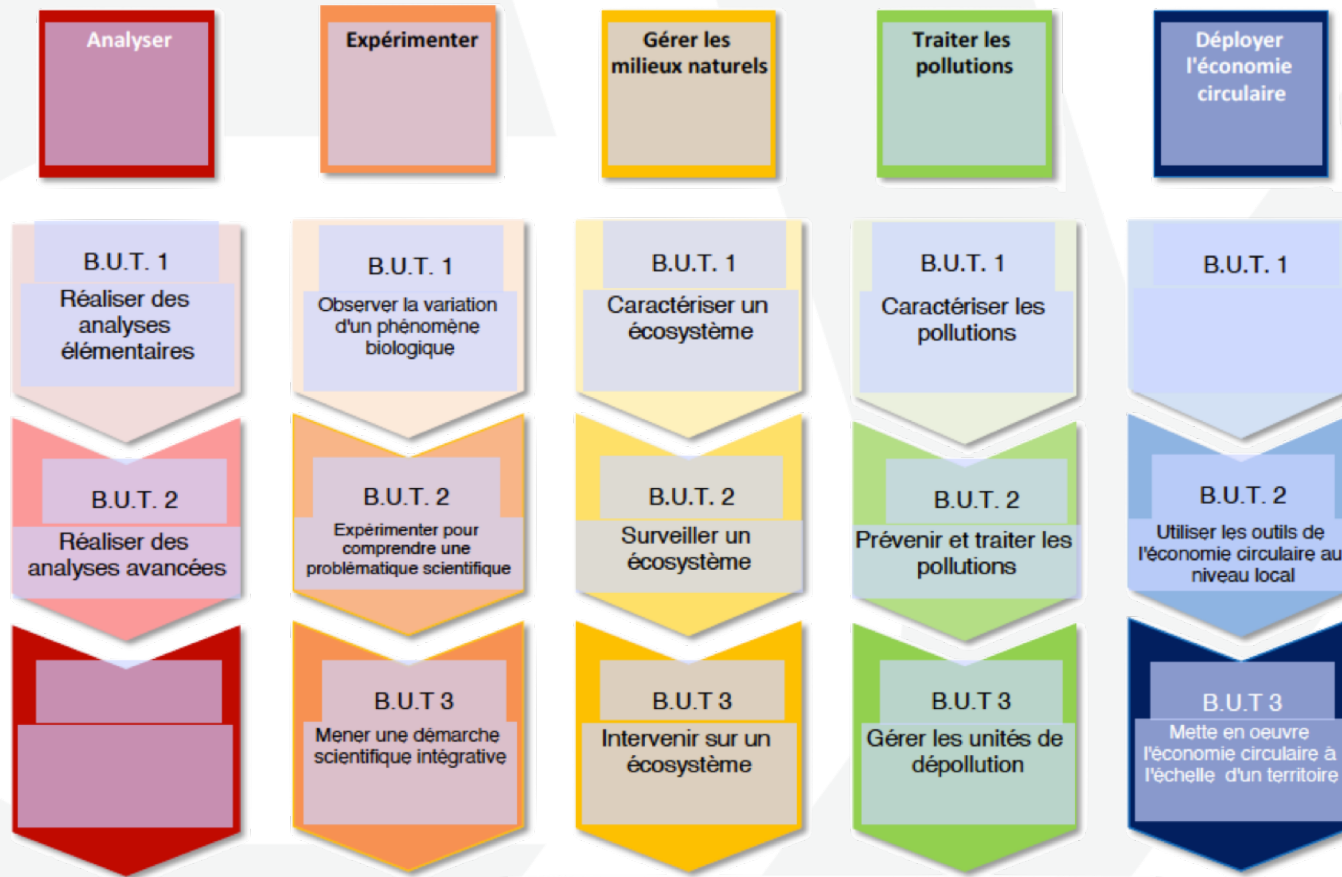 Analyser
Expérimenter
Gérer les
milieux naturels
Traiter les
pollutions
Déployer
l'économie
circulaire
B.U.T. 1
Réaliser des
analyses
élémentaires
B.U.T. 1
Observer la variation
d'un phénomène
biologique
B.U.T. 1
Caractériser un
écosystème
B.U.T. 1
Caractériser les
pollutions
B.U.T. 1
B.U.T. 2
Réaliser des
analyses avancées
B.U.T. 2
Expérimenter pour
comprendre une
problématique scientifique
B.U.T. 2
Surveiller un
écosystème
B.U.T. 2
Prévenir et traiter les
pollutions
B.U.T. 2
Utiliser les outils de
l'économie circulaire au
niveau local
B.U.T 3
Mener une démarche
scientifique intégrative
B.U.T 3
Intervenir sur un
écosystème
B.U.T 3
Gérer les unités de
dépollution
B.U.T 3
Mette en oeuvre
l'économie circulaire à
l'échelle d'un territoire